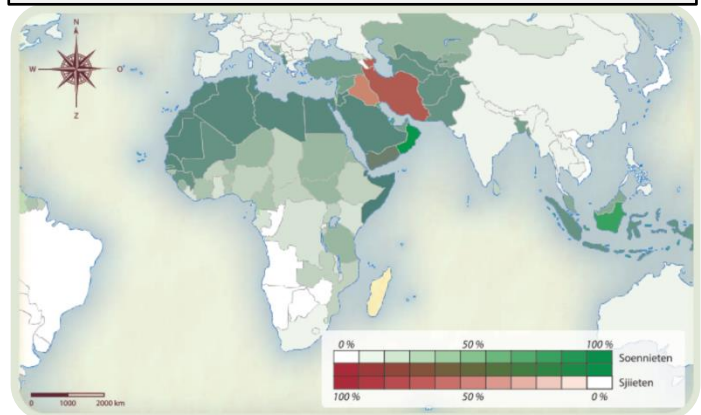 N
W
O
Z
0 %
50 %
100 %
Soennieten
Sjiieten
100 %
50 %
0 %
0
1000
2000 km